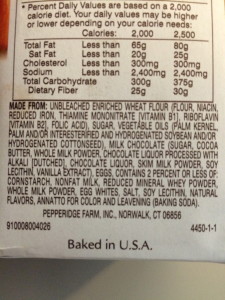 * Percent Daily Values are based on a 2,000
calorie diet. Your daily values may be higher
or lower depending on your calorie needs:
Calories: 2,000 2,500
Total Fat Less than 65g 80g
Sat Fat Less than 20g 25g
Cholesterol Less than 300mg 300mg
Sodium Less than 2,400mg 2,400mg
Total Carbohydrate 300g 375g
Dietary Fiber 25g 30g
MADE FROM: UNBLEACHED ENRICHED WHEAT FLOUR (FLOUR, NIACIN,
REDUCED IRON, THIAMINE MONONITRATE [VITAMIN B1], RIBOFLAVIN
[VITAMIN B2], FOLIC ACID), SUGAR, VEGETABLE OILS (PALM KERNEL,
PALM AND/OR INTERESTERIFIED AND HYDROGENATED SOYBEAN AND/OR
HYDROGENATED COTTONSEED), MILK CHOCOLATE (SUGAR, COCOA
BUTTER, WHOLE MILK POWDER, CHOCOLATE LIQUOR PROCESSED WITH
ALKALI [DUTCHED], CHOCOLATE LIQUOR, SKIM MILK POWDER, SOY
LECITHIN, VANILLA EXTRACT), EGGS, CONTAINS 2 PERCENT OR LESS OF:
CORNSTARCH, NONFAT MILK, REDUCED MINERAL WHEY POWDER,
WHOLE MILK POWDER, EGG WHITES, SALT, SOY LECITHIN, NATURAL
FLAVORS, ANNATTO FOR COLOR AND LEAVENING (BAKING SODA).
PEPPERIDGE FARM, INC., NORWALK, CT 06856
910008004026 4450-1-1
Baked in U.S.A.